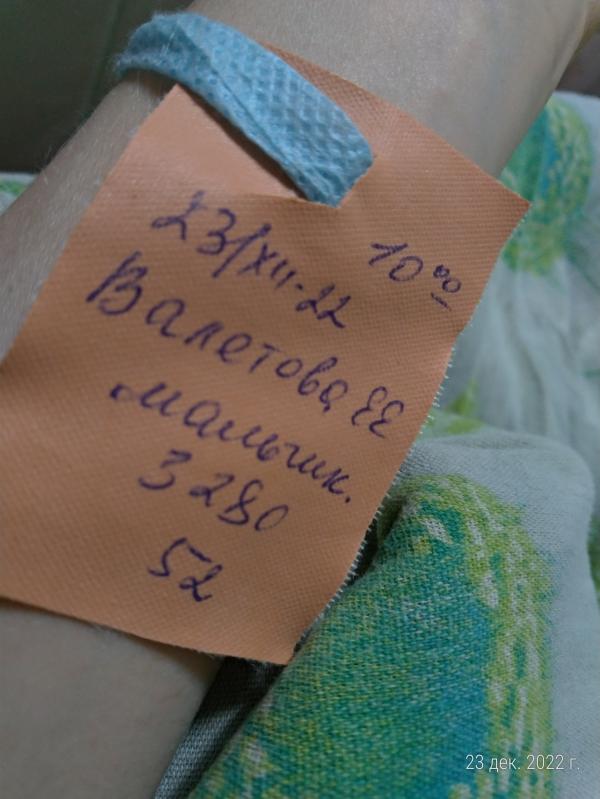 23/XII-22 10⁰⁰
Валетова ЕЕ
мальчик.
3280
52
23 дек. 2022 г.